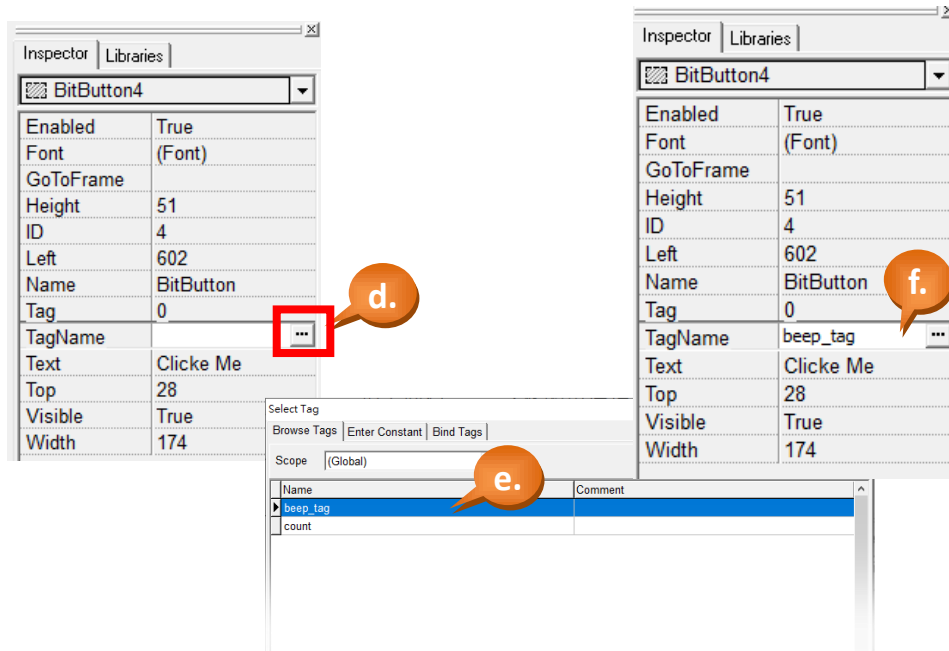 Inspector Libraries
BitButton4
Enabled True
Font (Font)
GoToFrame
Height 51
ID 4
Left 602
Name BitButton
Tag 0
TagName ...
Text Clicke Me
Top 28
Visible True
Width 174
d.
Select Tag
Browse Tags Enter Constant Bind Tags
Scope (Global)
Name Comment
beep_tag
count
e.
Inspector Libraries
BitButton4
Enabled True
Font (Font)
GoToFrame
Height 51
ID 4
Left 602
Name BitButton
Tag 0
TagName beep_tag ...
Text Clicke Me
Top 28
Visible True
Width 174
f.